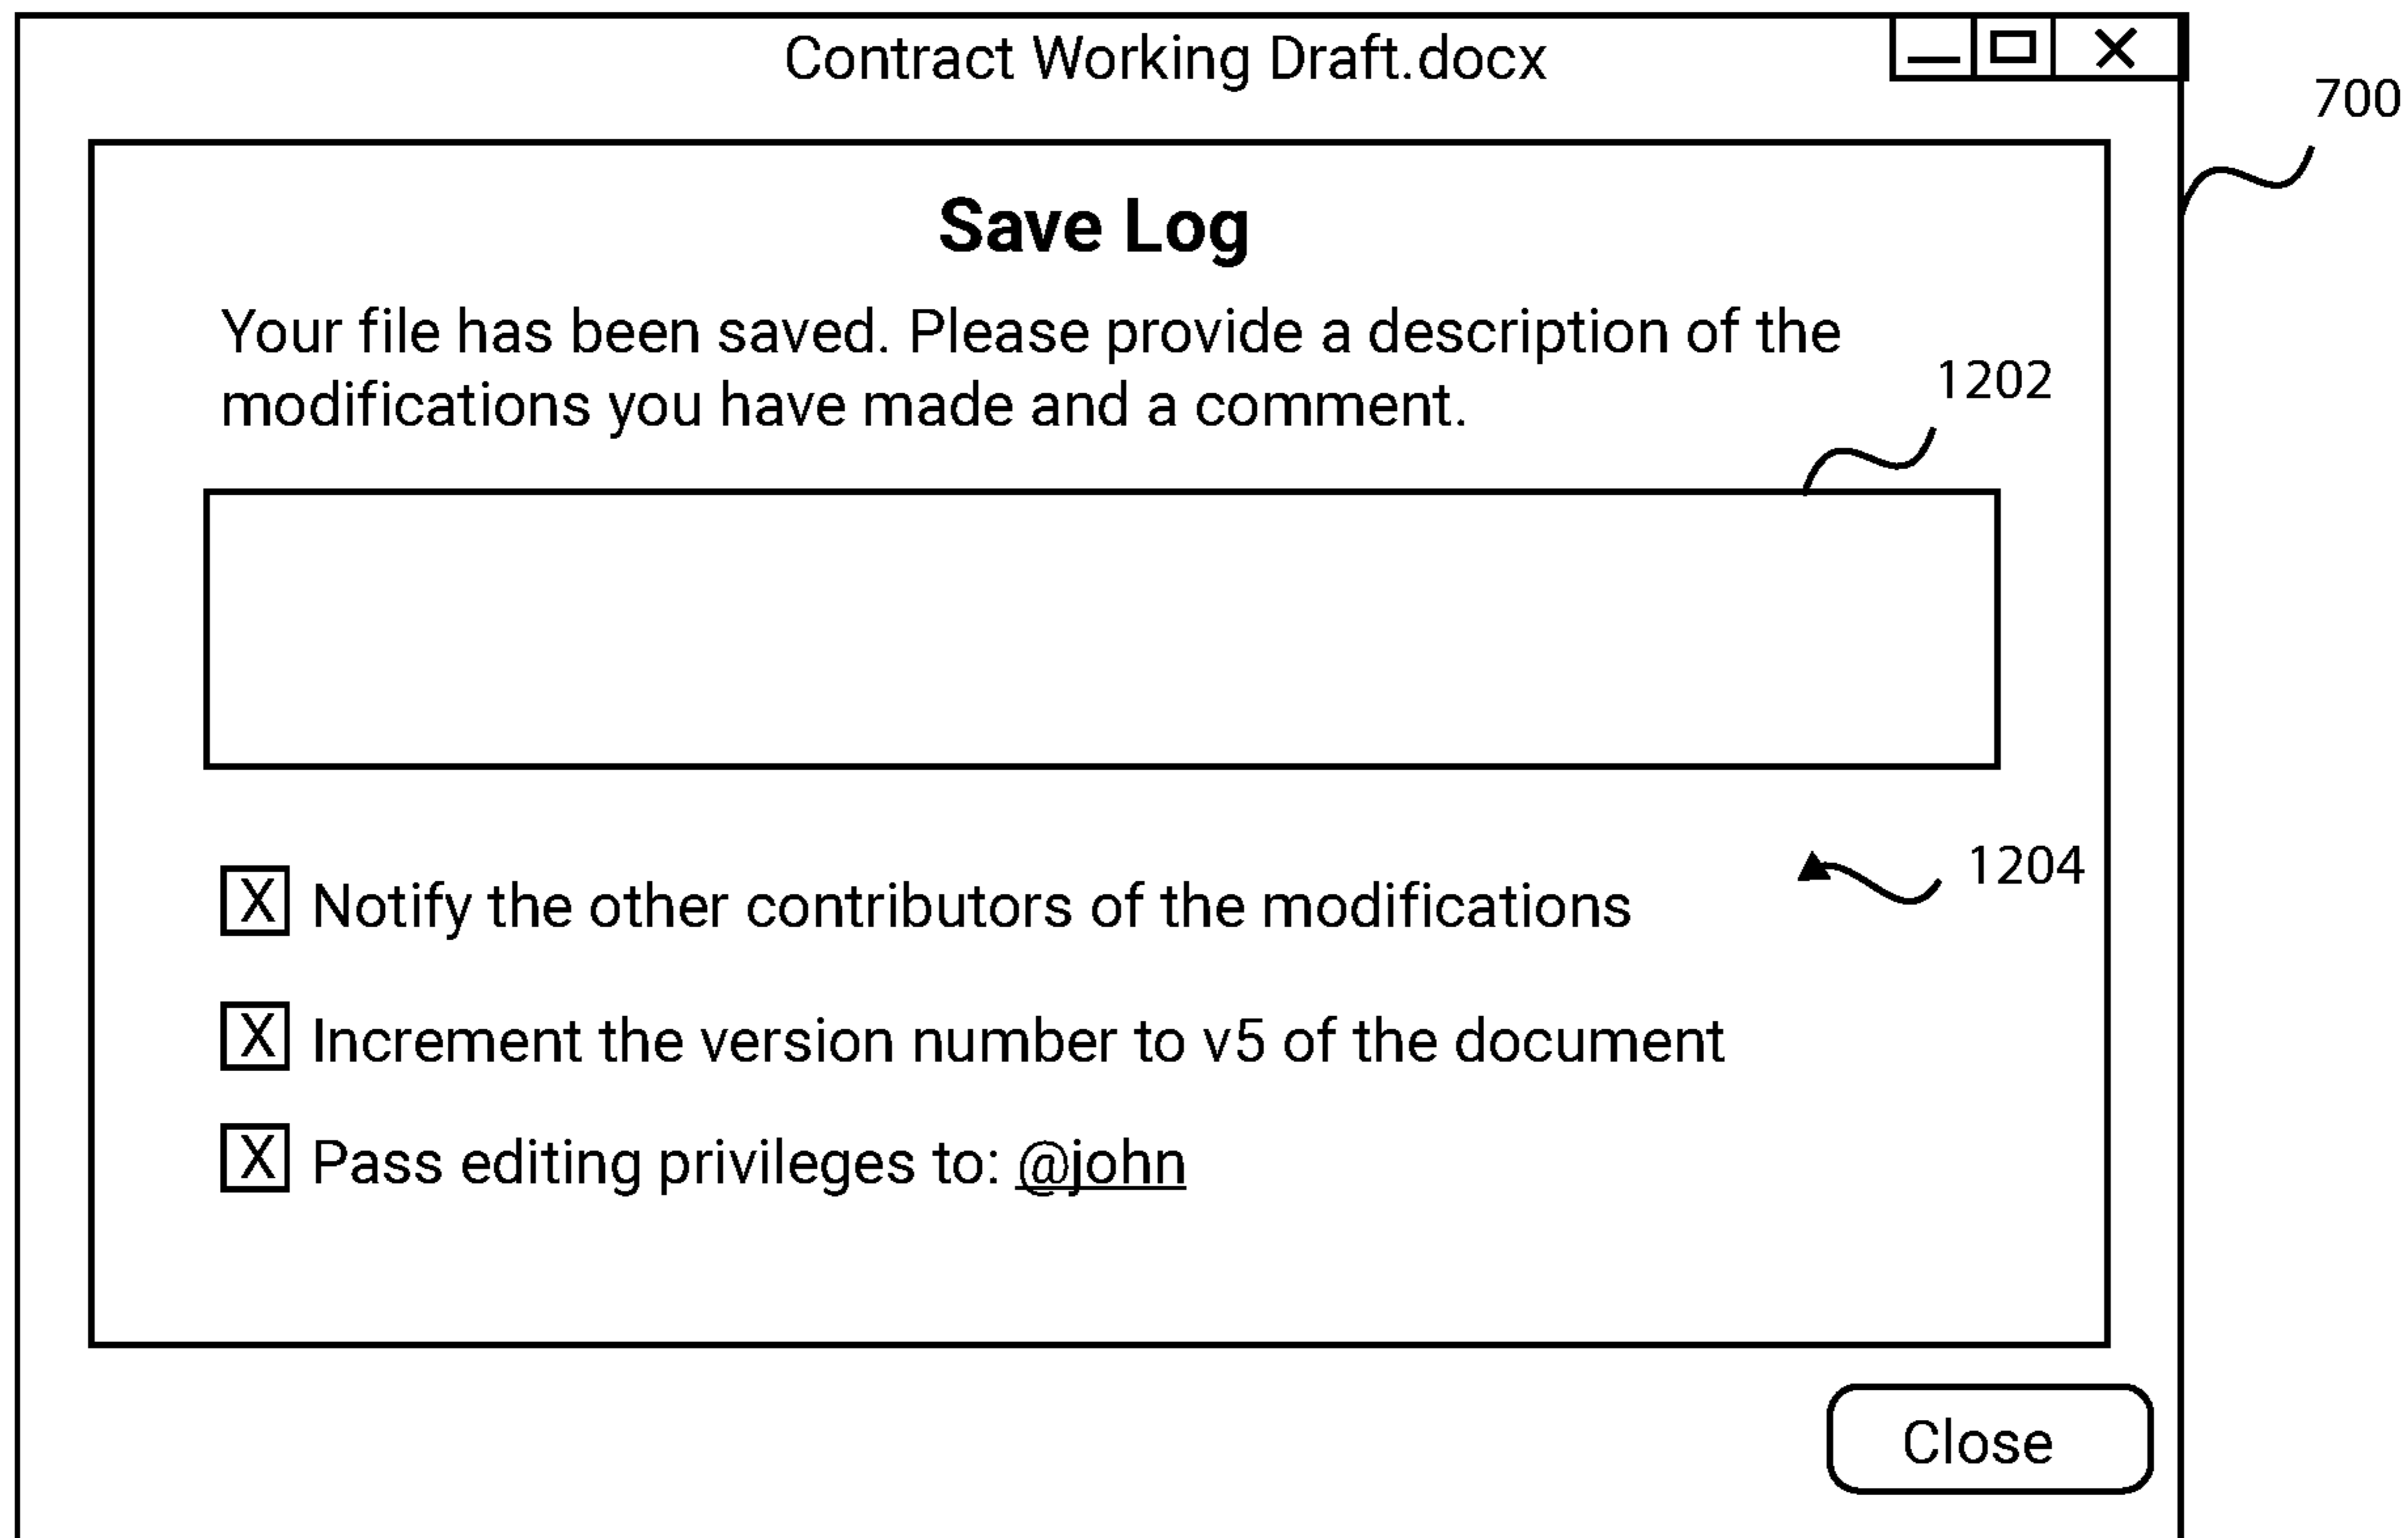 Contract Working Draft.docx
700
Save Log
Your file has been saved. Please provide a description of the
modifications you have made and a comment.
1202
1204
X Notify the other contributors of the modifications
X Increment the version number to v5 of the document
X Pass editing privileges to: @john
Close